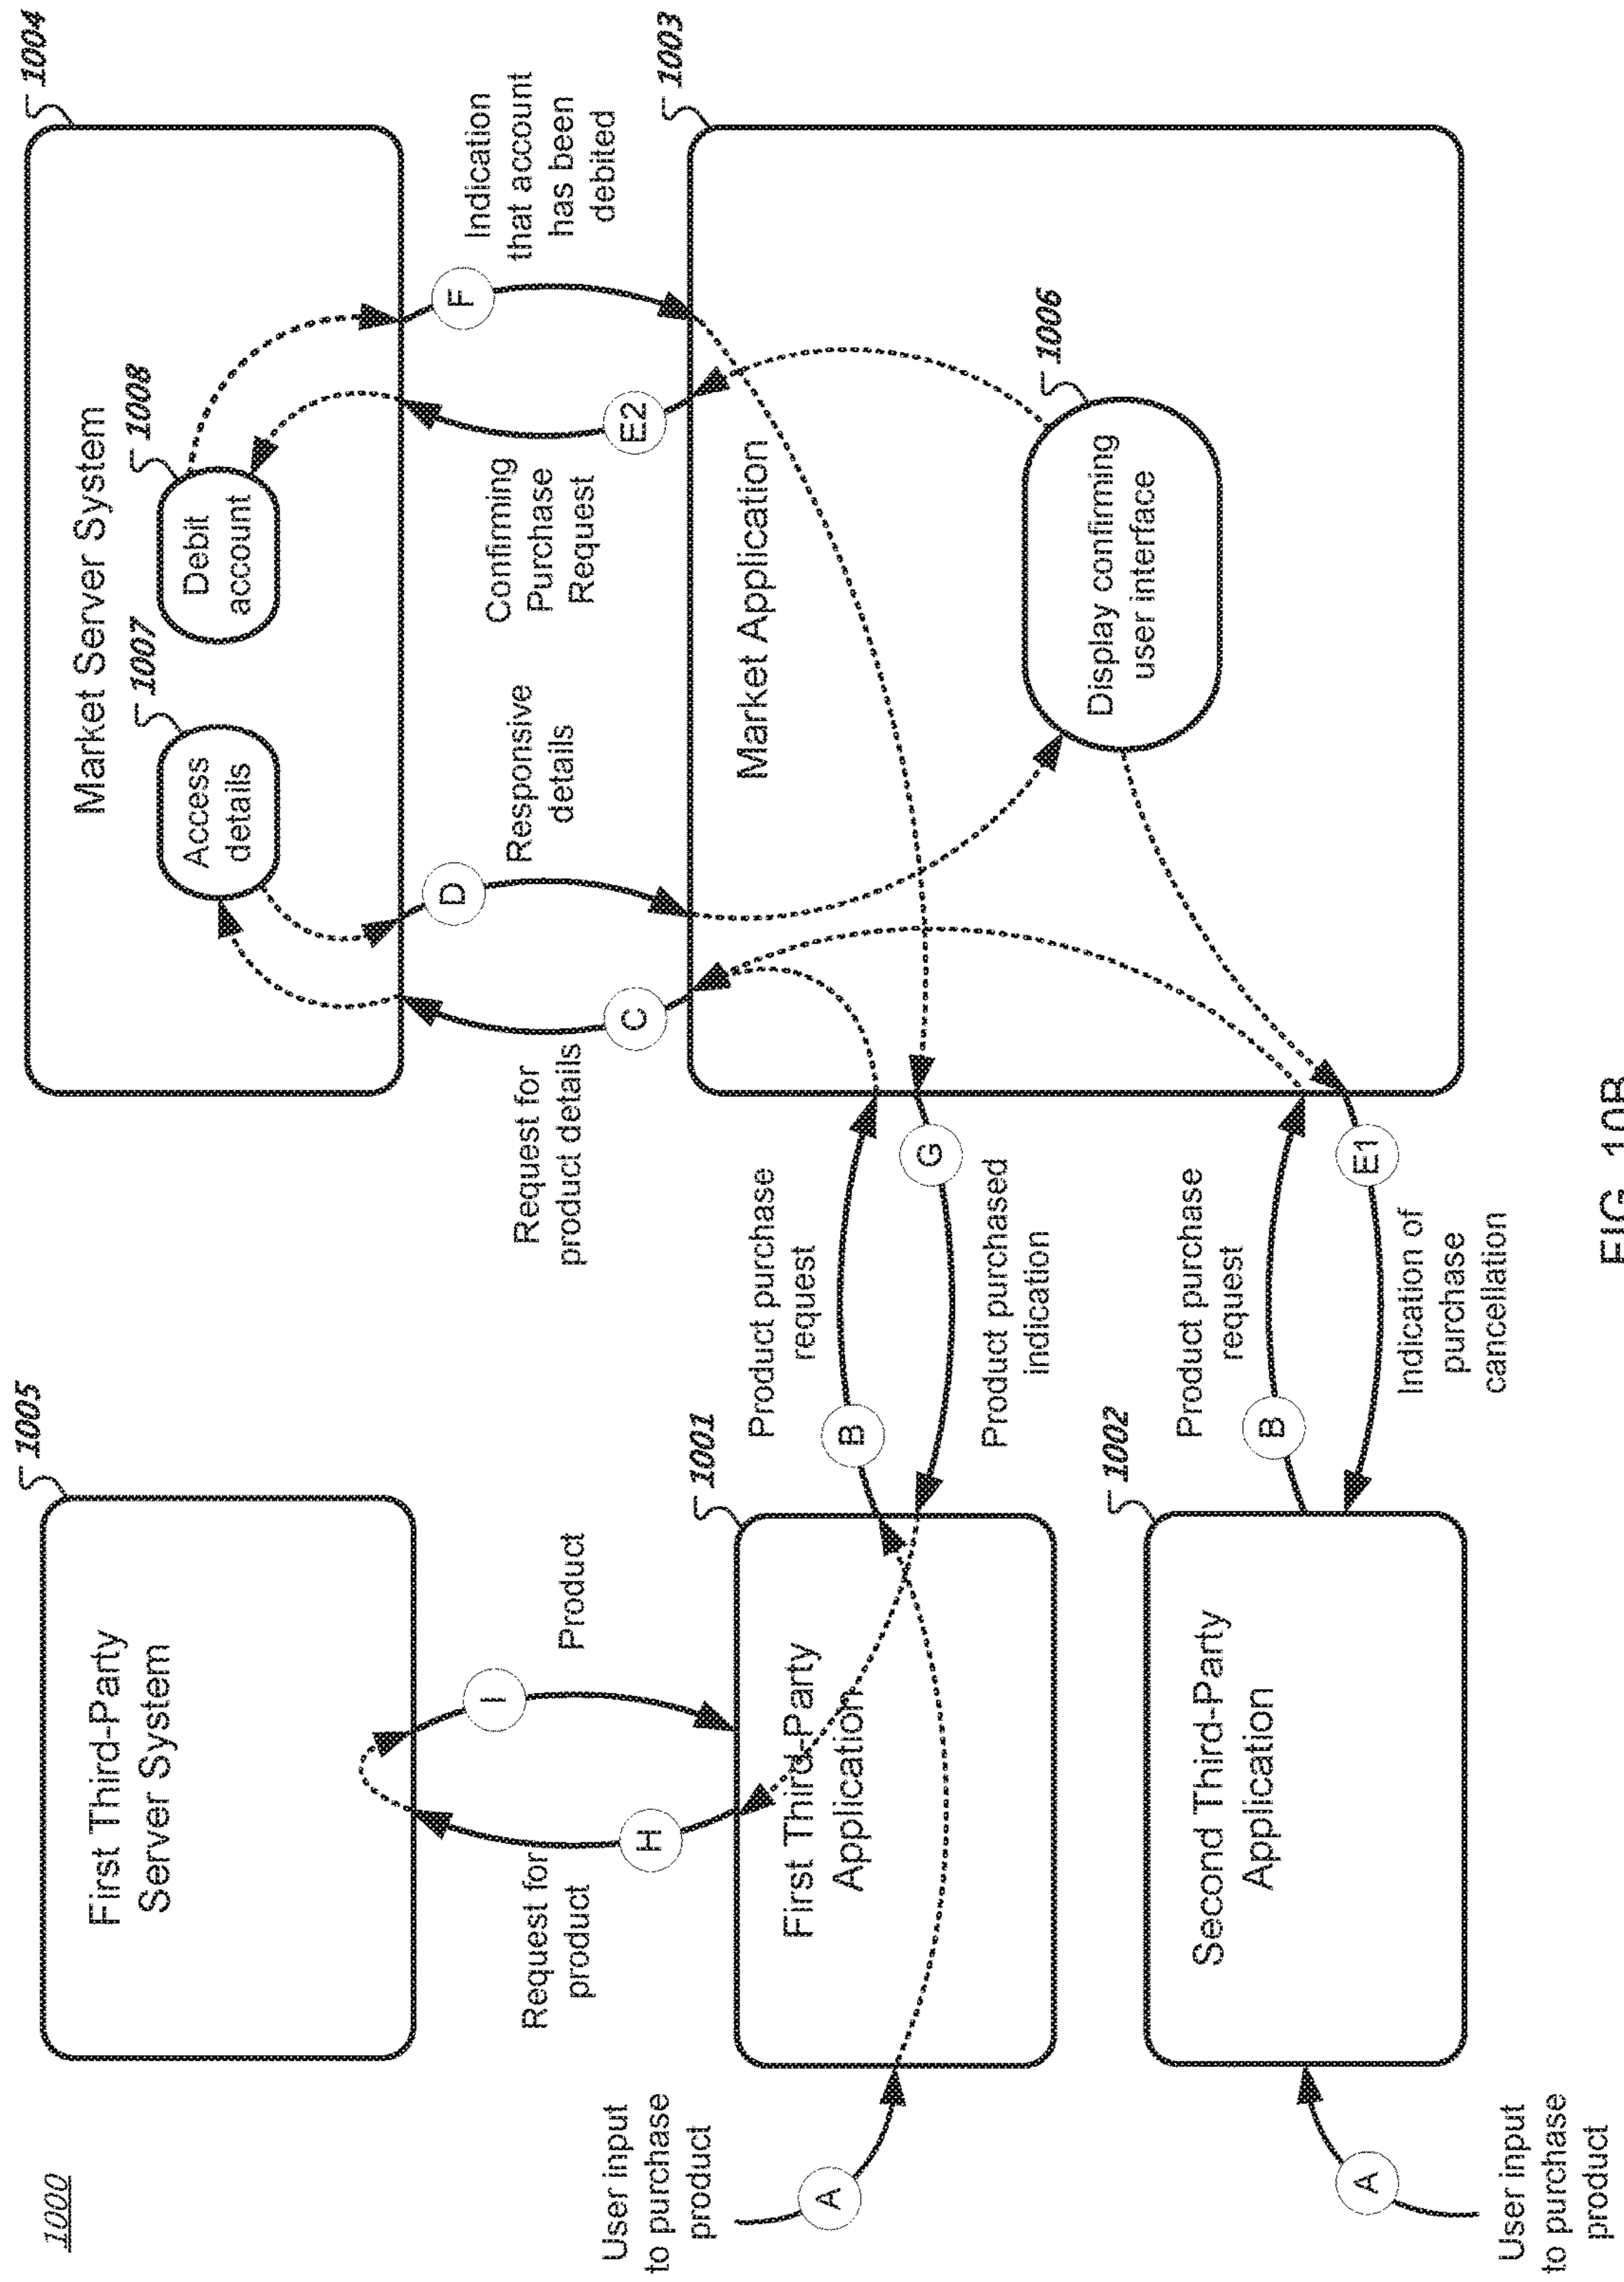 1000
First Third-Party
Server System
1005
Market Server System
1004
Access
details
1007
Debit
account
1008
Request for
product
H
I
Product
Request for
product details
C
D
Responsive
details
Confirming
Purchase
Request
E2
F
Indication
that account
has been
debited
User input
to purchase
product
A
First Third-Party
Application
1001
Product purchase
request
B
G
Product purchased
indication
Market Application
1003
Display confirming
user interface
1006
User input
to purchase
product
A
Second Third-Party
Application
1002
Product purchase
request
B
E1
Indication of
purchase
cancellation
FIG. 10B